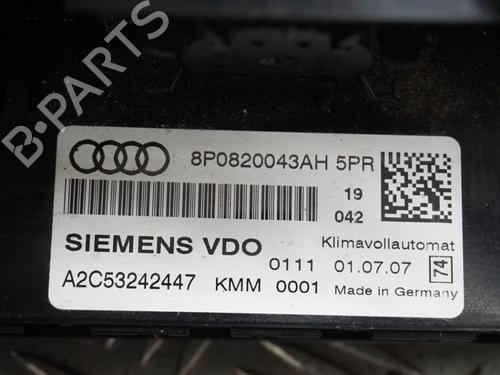 B-PARTS
8P0820043AH 5PR
19
042
SIEMENS VDO
Klimavollautomat
0111 01.07.07 74
A2C53242447 KMM 0001 Made in Germany